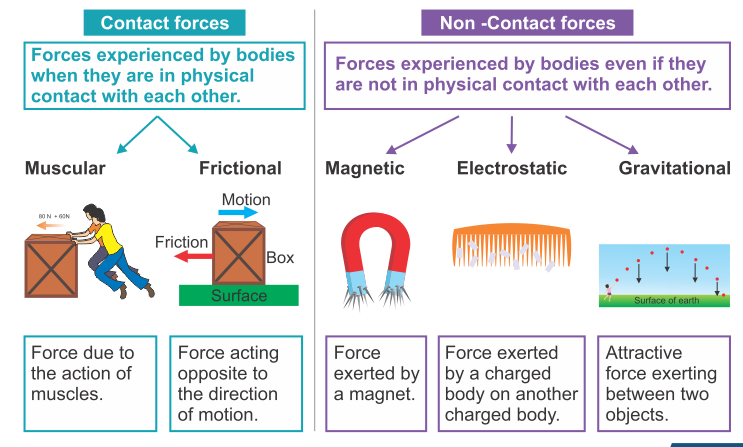 Contact forces
Forces experienced by bodies
when they are in physical
contact with each other.
Muscular
Frictional
80 N + 60N
Motion
Friction
Box
Surface
Force due to
the action of
muscles.
Force acting
opposite to
the direction
of motion.
Non -Contact forces
Forces experienced by bodies even if they
are not in physical contact with each other.
Magnetic
Electrostatic
Gravitational
Surface of earth
Force
exerted by
a magnet.
Force exerted
by a charged
body on another
charged body.
Attractive
force exerting
between two
objects.